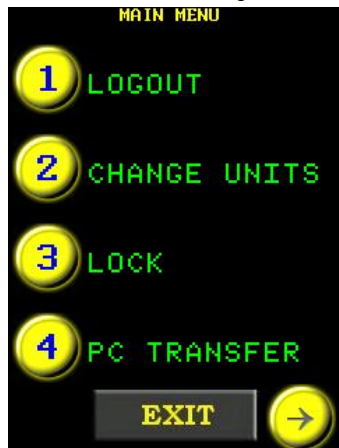 MAIN MENU
1 LOGOUT
2 CHANGE UNITS
3 LOCK
4 PC TRANSFER
EXIT →